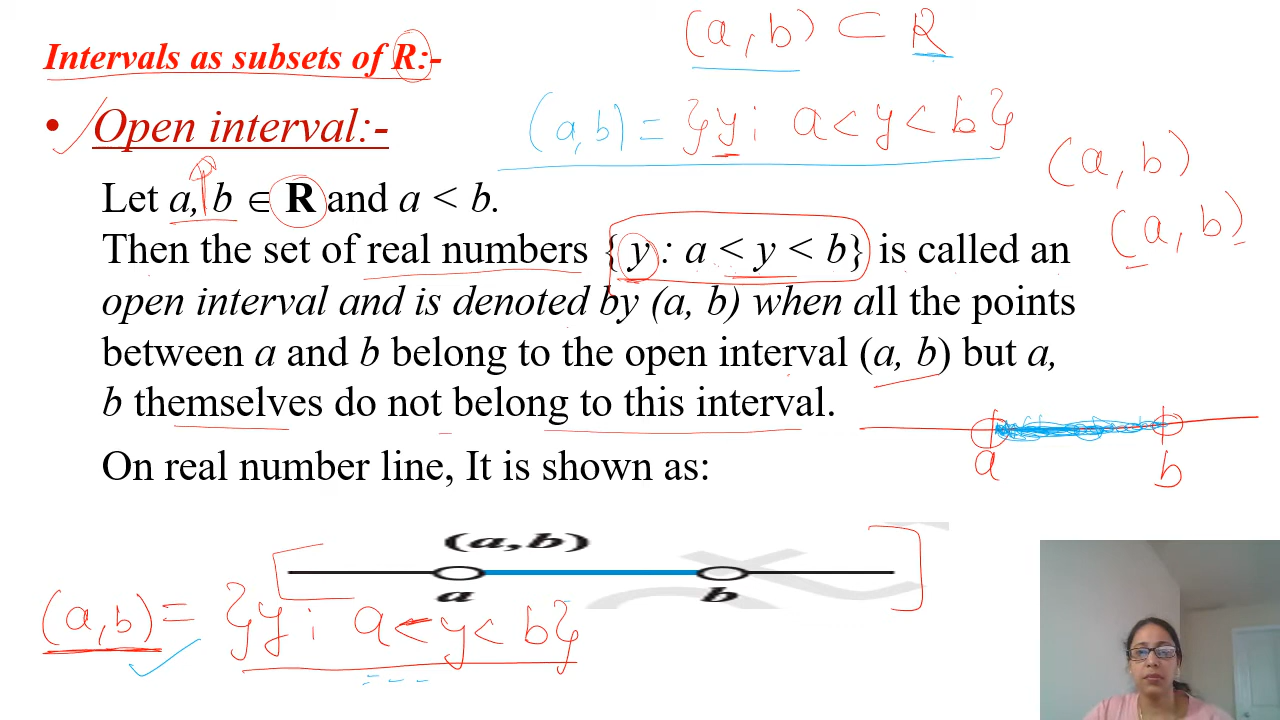 (a, b) ⊂ R
Intervals as subsets of R:-
• Open interval:-
(a, b) = {y : a < y < b}
(a, b)
Let a, b ∈ R and a < b.
(a, b)
Then the set of real numbers { y : a < y < b} is called an
open interval and is denoted by (a, b) when all the points
between a and b belong to the open interval (a, b) but a,
b themselves do not belong to this interval.
a b
On real number line, It is shown as:
(a,b)
a b
(a, b) = {y : a < y < b}